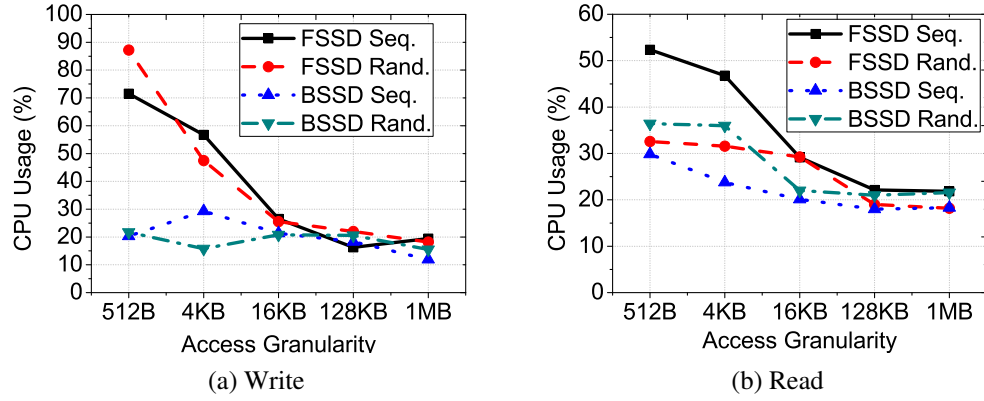 100
90
80
70
60
50
40
30
20
10
0
CPU Usage (%)
FSSD Seq.
FSSD Rand.
BSSD Seq.
BSSD Rand.
512B 4KB 16KB 128KB 1MB
Access Granularity
(a) Write
60
50
40
30
20
10
0
CPU Usage (%)
FSSD Seq.
FSSD Rand.
BSSD Seq.
BSSD Rand.
512B 4KB 16KB 128KB 1MB
Access Granularity
(b) Read